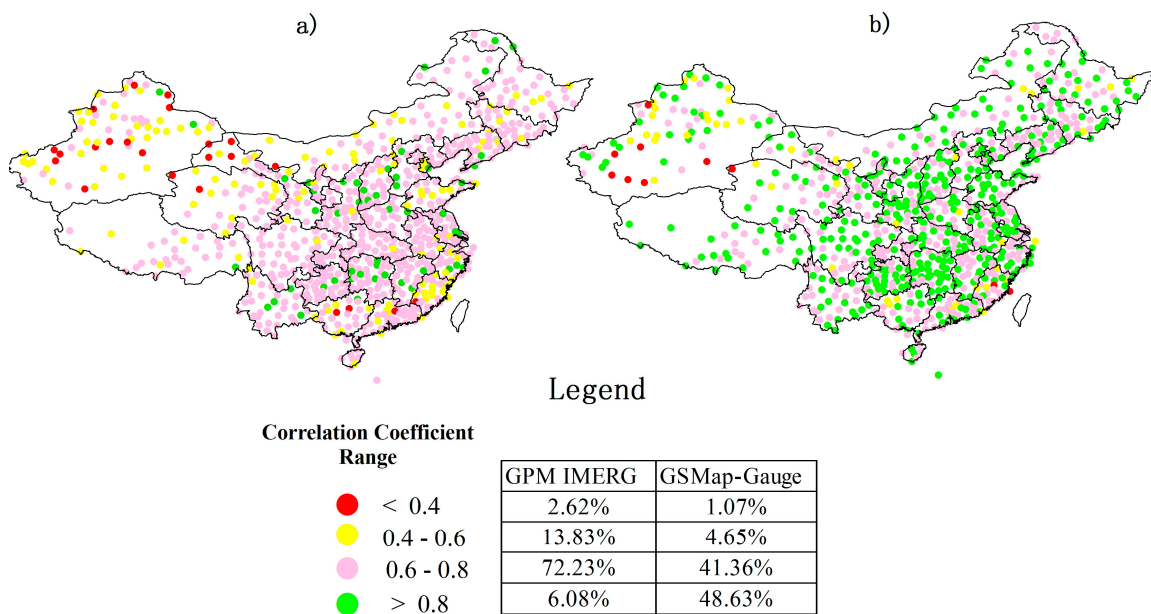 a)
b)
Legend
Correlation Coefficient
Range
GPM IMERG GSMap-Gauge
< 0.4 2.62% 1.07%
0.4 - 0.6 13.83% 4.65%
0.6 - 0.8 72.23% 41.36%
> 0.8 6.08% 48.63%